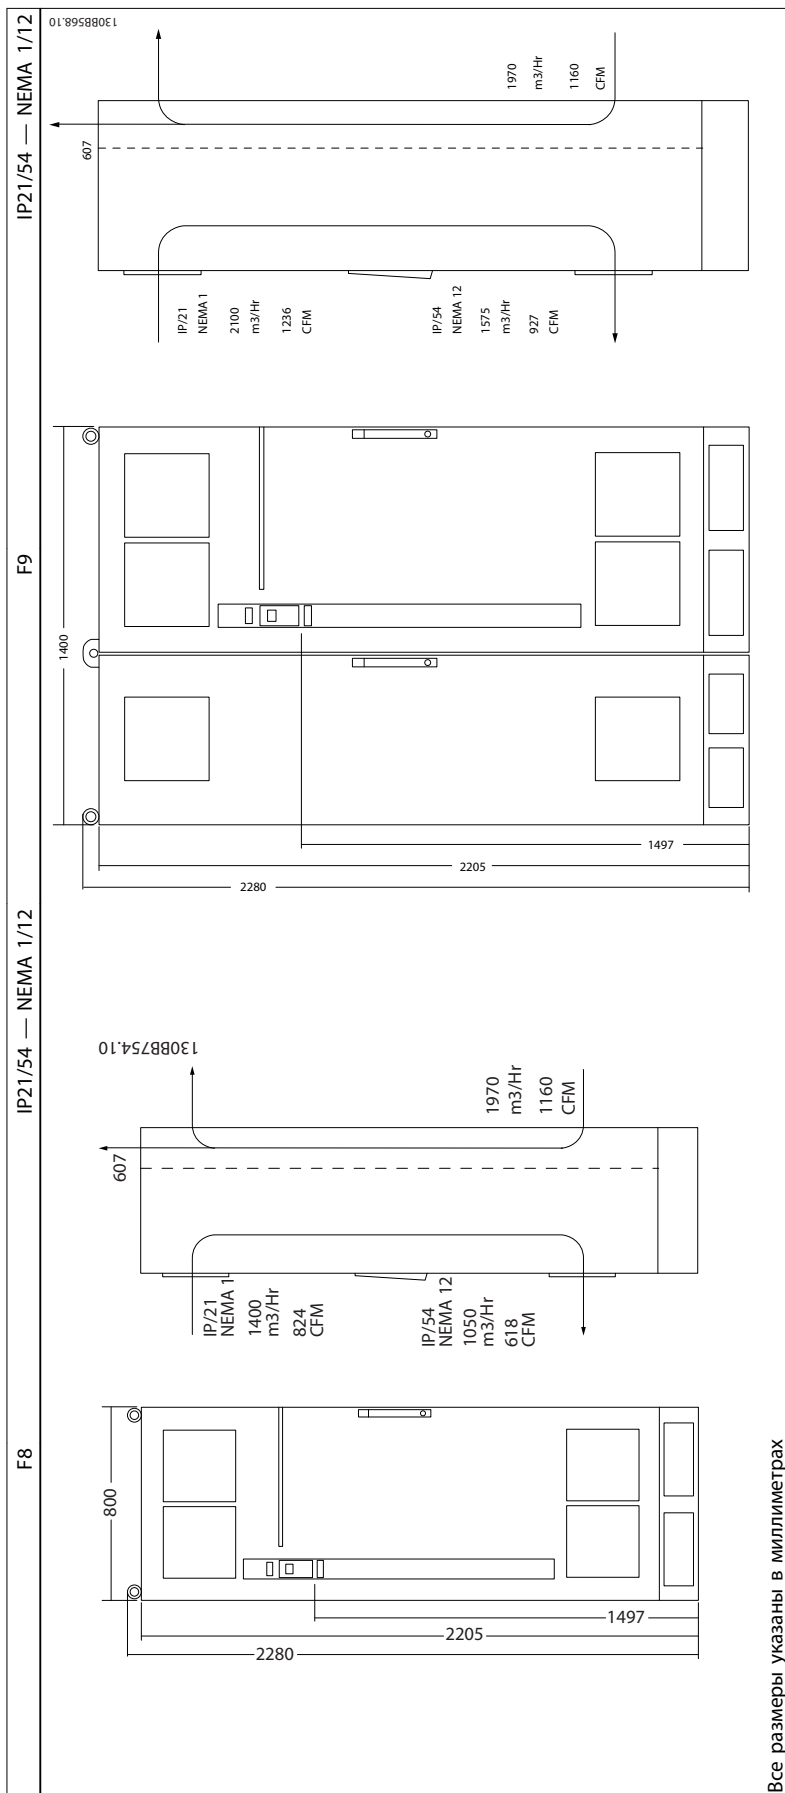 F8
IP21/54 — NEMA 1/12
F9
IP21/54 — NEMA 1/12
800
2280
2205
1497
IP/21
NEMA 1
1400
m3/Hr
824
CFM
IP/54
NEMA 12
1050
m3/Hr
618
CFM
607
1970
m3/Hr
1160
CFM
130BB754.10
1400
2280
2205
1497
IP/21
NEMA 1
2100
m3/Hr
1236
CFM
IP/54
NEMA 12
1575
m3/Hr
927
CFM
607
1970
m3/Hr
1160
CFM
130BB568.10
Все размеры указаны в миллиметрах